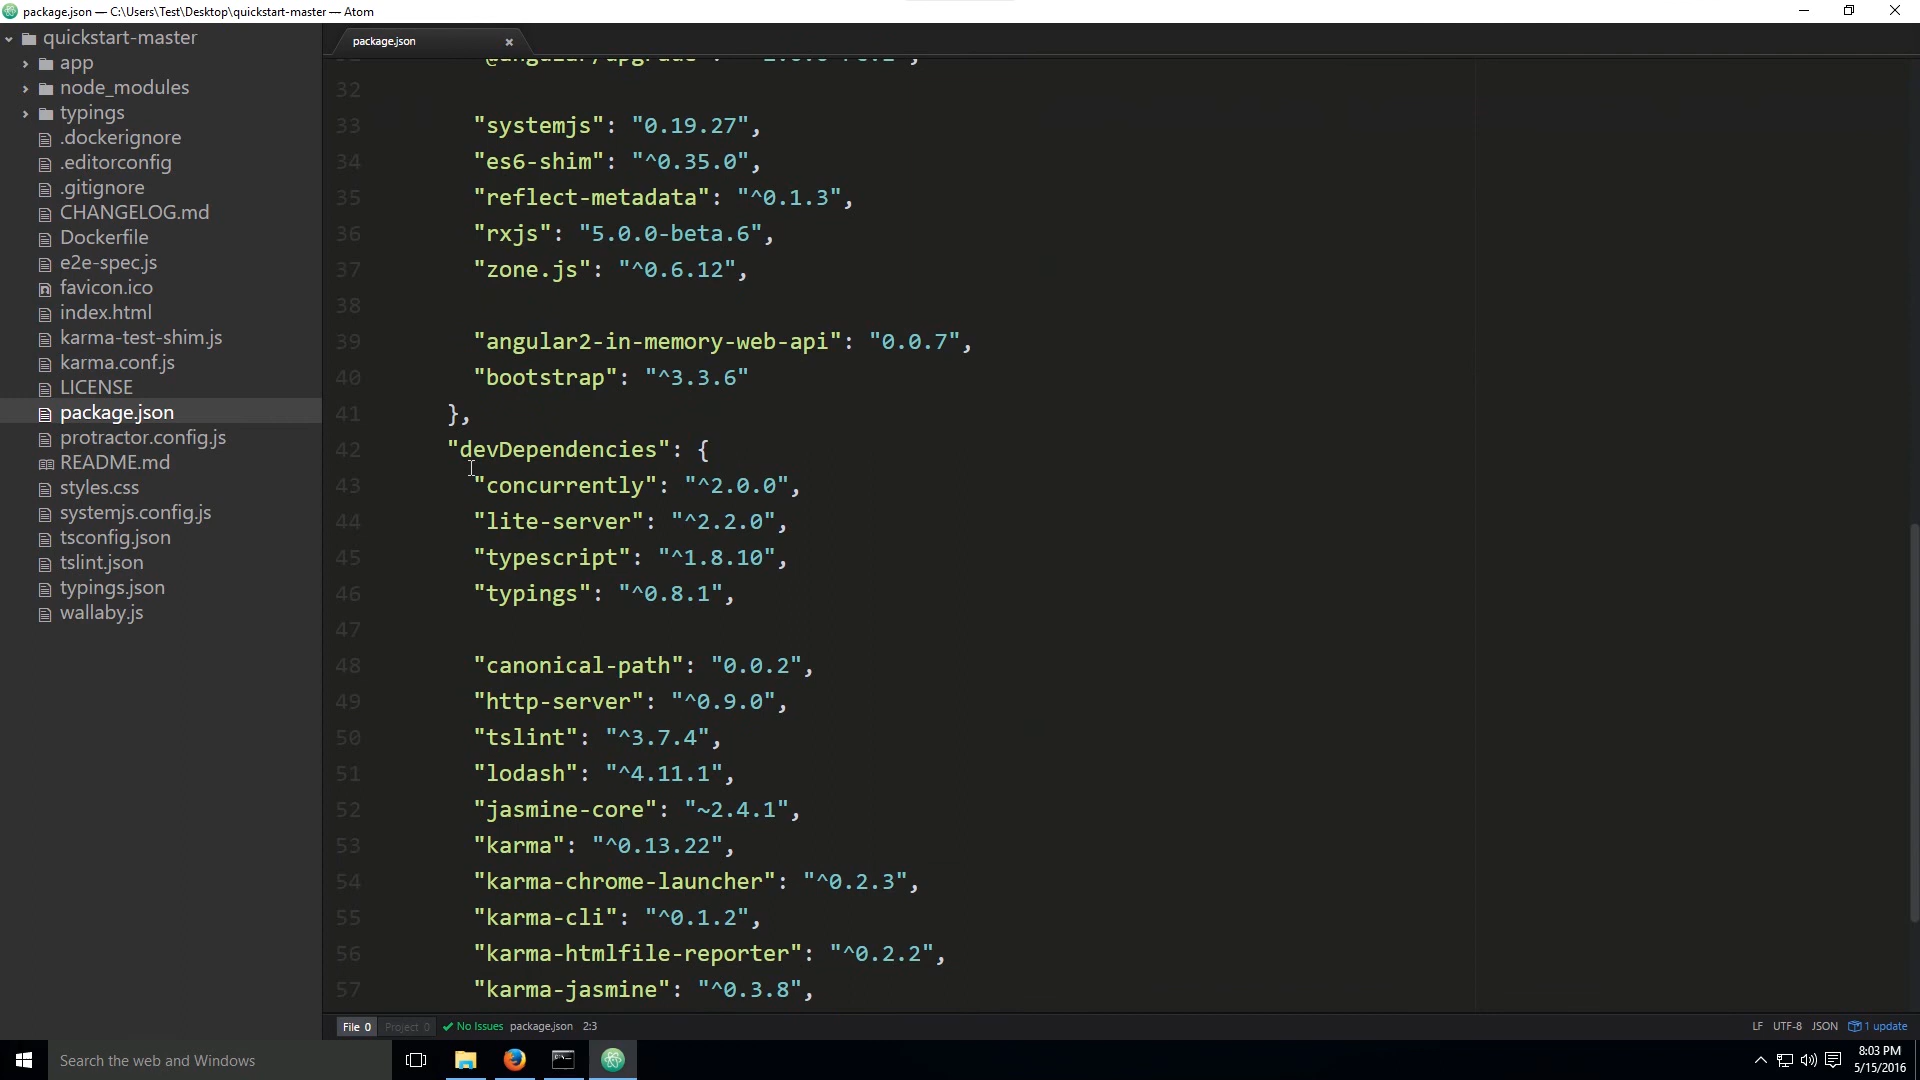 package.json — C:\Users\Test\Desktop\quickstart-master — Atom
quickstart-master
app
node_modules
typings
.dockerignore
.editorconfig
.gitignore
CHANGELOG.md
Dockerfile
e2e-spec.js
favicon.ico
index.html
karma-test-shim.js
karma.conf.js
LICENSE
package.json
protractor.config.js
README.md
styles.css
systemjs.config.js
tsconfig.json
tslint.json
typings.json
wallaby.js
package.json
32
33 "systemjs": "0.19.27",
34 "es6-shim": "^0.35.0",
35 "reflect-metadata": "^0.1.3",
36 "rxjs": "5.0.0-beta.6",
37 "zone.js": "^0.6.12",
38
39 "angular2-in-memory-web-api": "0.0.7",
40 "bootstrap": "^3.3.6"
41 },
42 "devDependencies": {
43 "concurrently": "^2.0.0",
44 "lite-server": "^2.2.0",
45 "typescript": "^1.8.10",
46 "typings": "^0.8.1",
47
48 "canonical-path": "0.0.2",
49 "http-server": "^0.9.0",
50 "tslint": "^3.7.4",
51 "lodash": "^4.11.1",
52 "jasmine-core": "~2.4.1",
53 "karma": "^0.13.22",
54 "karma-chrome-launcher": "^0.2.3",
55 "karma-cli": "^0.1.2",
56 "karma-htmlfile-reporter": "^0.2.2",
57 "karma-jasmine": "^0.3.8",
File 0 Project 0 No Issues package.json 2:3 LF UTF-8 JSON 1 update
Search the web and Windows
8:03 PM
5/15/2016